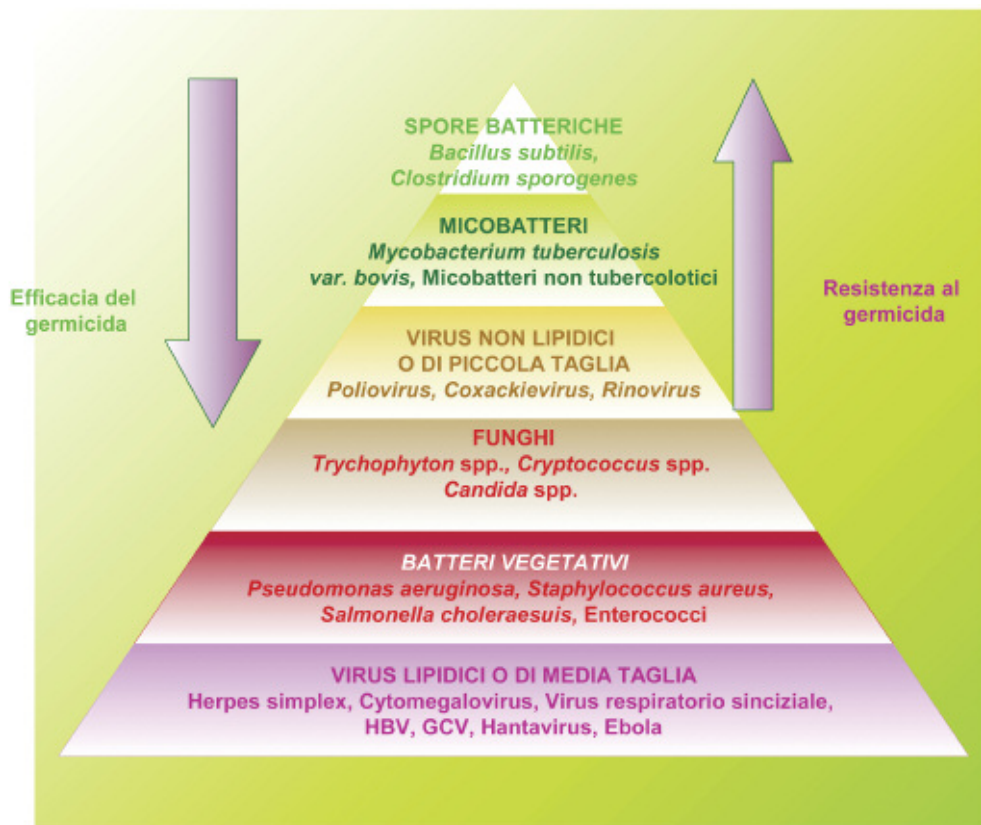 SPORE BATTERICHE
Bacillus subtilis,
Clostridium sporogenes
MICOBATTERI
Mycobacterium tuberculosis
var. bovis, Micobatteri non tubercolotici
Efficacia del
germicida
Resistenza al
germicida
VIRUS NON LIPIDICI
O DI PICCOLA TAGLIA
Poliovirus, Coxackievirus, Rinovirus
FUNGHI
Trychophyton spp., Cryptococcus spp.
Candida spp.
BATTERI VEGETATIVI
Pseudomonas aeruginosa, Staphylococcus aureus,
Salmonella choleraesuis, Enterococci
VIRUS LIPIDICI O DI MEDIA TAGLIA
Herpes simplex, Cytomegalovirus, Virus respiratorio sinciziale,
HBV, GCV, Hantavirus, Ebola